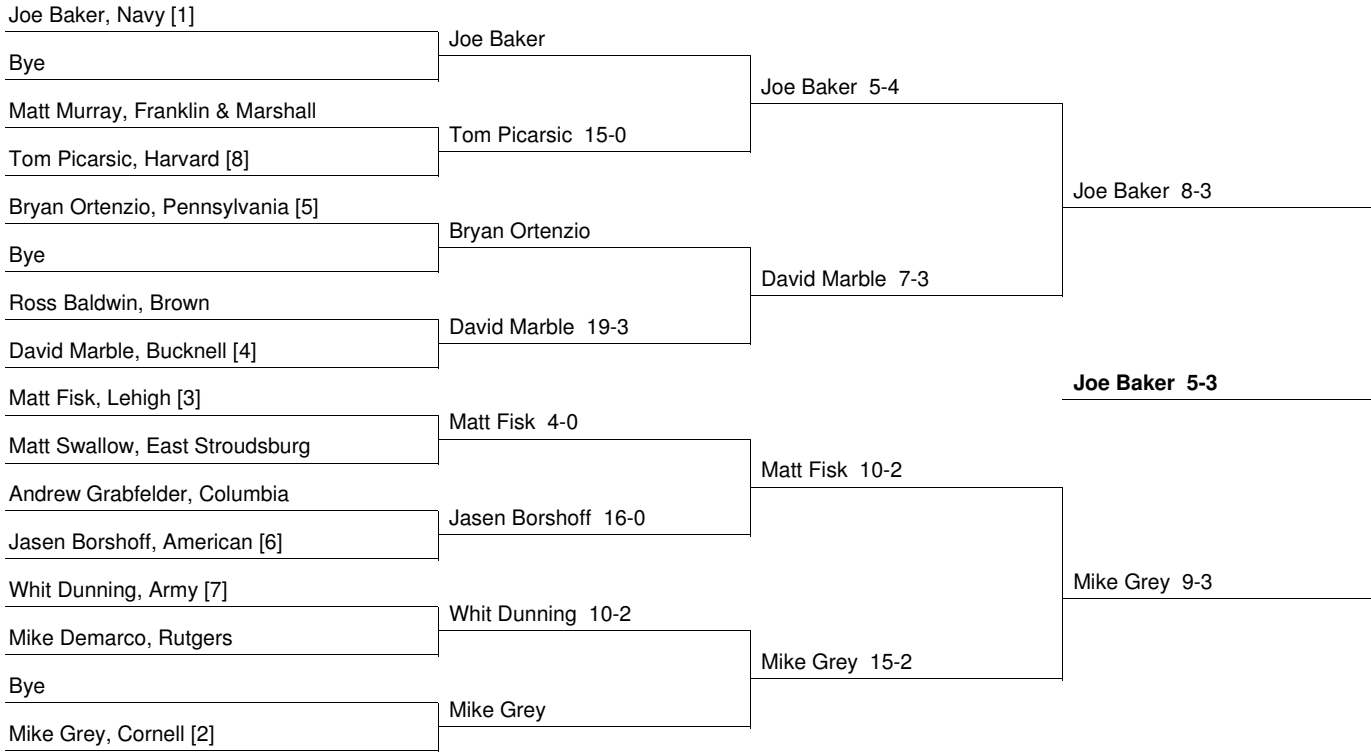 Joe Baker, Navy [1]
Bye
Matt Murray, Franklin & Marshall
Tom Picarsic, Harvard [8]
Bryan Ortenzio, Pennsylvania [5]
Bye
Ross Baldwin, Brown
David Marble, Bucknell [4]
Matt Fisk, Lehigh [3]
Matt Swallow, East Stroudsburg
Andrew Grabfelder, Columbia
Jasen Borshoff, American [6]
Whit Dunning, Army [7]
Mike Demarco, Rutgers
Bye
Mike Grey, Cornell [2]
Joe Baker
Tom Picarsic 15-0
Bryan Ortenzio
David Marble 19-3
Matt Fisk 4-0
Jasen Borshoff 16-0
Whit Dunning 10-2
Mike Grey
Joe Baker 5-4
David Marble 7-3
Matt Fisk 10-2
Mike Grey 15-2
Joe Baker 8-3
Mike Grey 9-3
Joe Baker 5-3